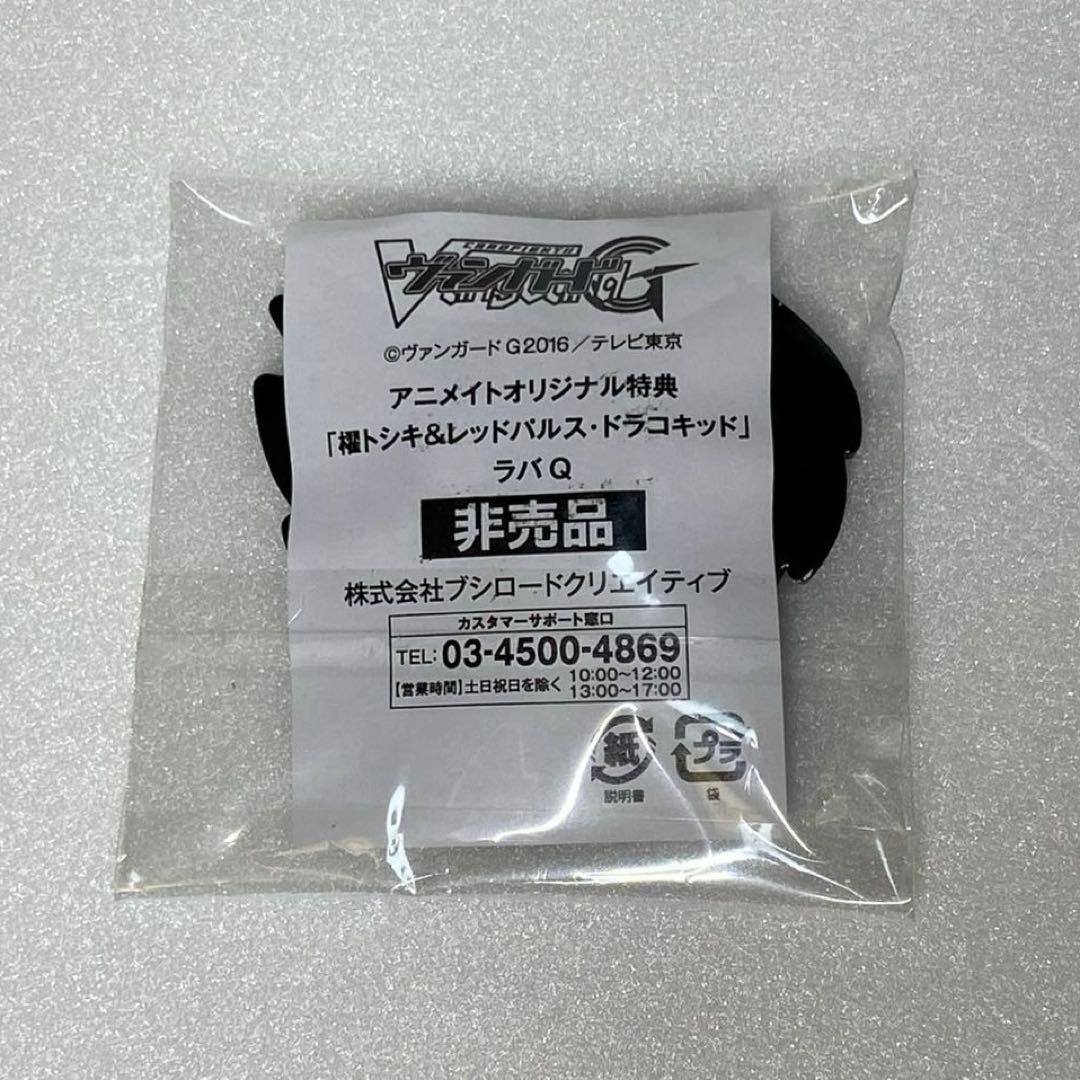 CARDFIGHT!!
ヴァンガードG
©ヴァンガードG2016/テレビ東京
アニメイトオリジナル特典
「櫂トシキ&レッドパルス・ドラコキッド」
ラバQ
非売品
株式会社ブシロードクリエイティブ
カスタマーサポート窓口
TEL: 03-4500-4869
【営業時間】土日祝日を除く 10:00~12:00
13:00~17:00
紙 プラ
説明書 袋